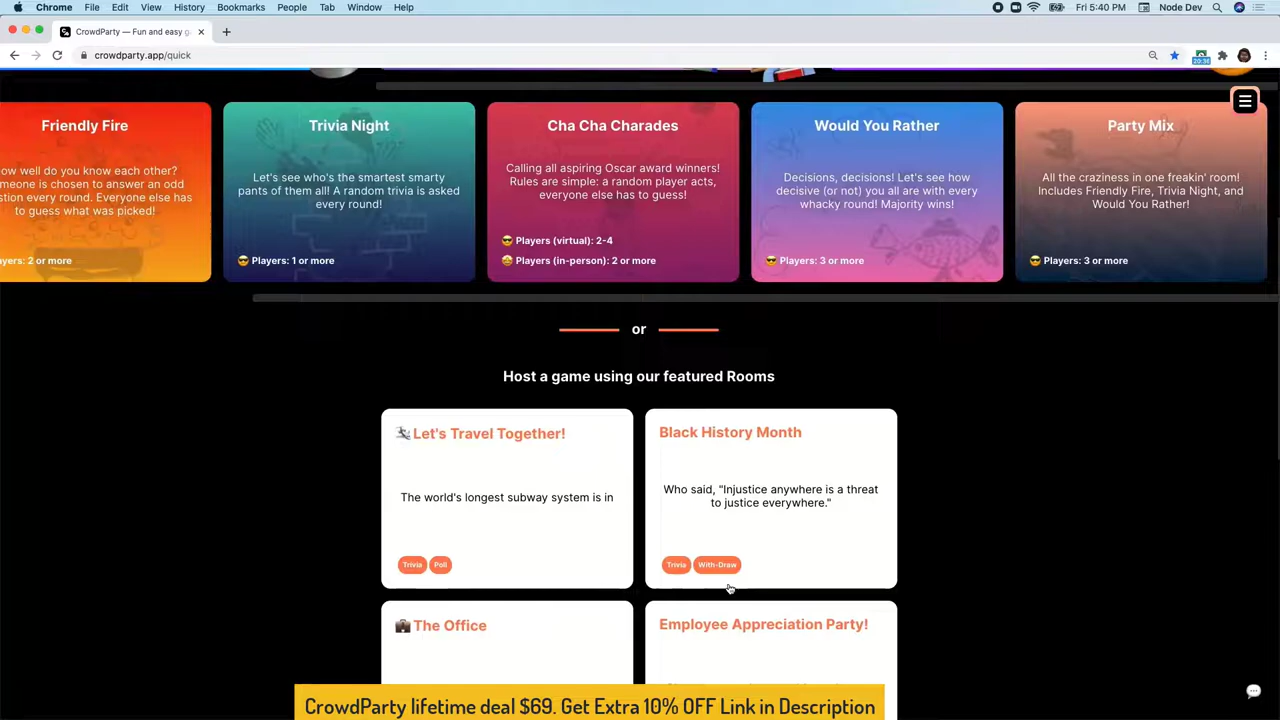 Chrome File Edit View History Bookmarks People Tab Window Help
Fri 5:40 PM Node Dev
CrowdParty — Fun and easy g
crowdparty.app/quick
Friendly Fire
ow well do you know each other?
meone is chosen to answer an odd
stion every round. Everyone else has
to guess what was picked!
yers: 2 or more
Trivia Night
Let's see who's the smartest smarty
pants of them all! A random trivia is asked
every round!
Players: 1 or more
Cha Cha Charades
Calling all aspiring Oscar award winners!
Rules are simple: a random player acts,
everyone else has to guess!
Players (virtual): 2-4
Players (in-person): 2 or more
Would You Rather
Decisions, decisions! Let's see how
decisive (or not) you all are with every
whacky round! Majority wins!
Players: 3 or more
Party Mix
All the craziness in one freakin' room!
Includes Friendly Fire, Trivia Night, and
Would You Rather!
Players: 3 or more
or
Host a game using our featured Rooms
Let's Travel Together!
The world's longest subway system is in
Trivia Poll
Black History Month
Who said, "Injustice anywhere is a threat
to justice everywhere."
Trivia With-Draw
The Office
Employee Appreciation Party!
CrowdParty lifetime deal $69. Get Extra 10% OFF Link in Description